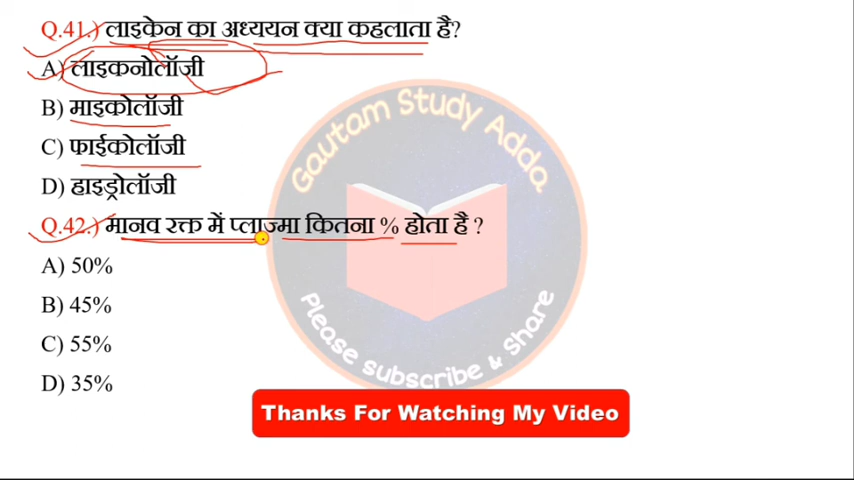 Q.41.) लाइकेन का अध्ययन क्या कहलाता है?
A) लाइकनोलॉजी
B) माइकोलॉजी
C) फाईकोलॉजी
D) हाइड्रोलॉजी
Gautam Study Adda
Q.42.) मानव रक्त में प्लाज्मा कितना % होता है ?
A) 50%
B) 45%
C) 55%
D) 35%
Please subscribe & share
Thanks For Watching My Video